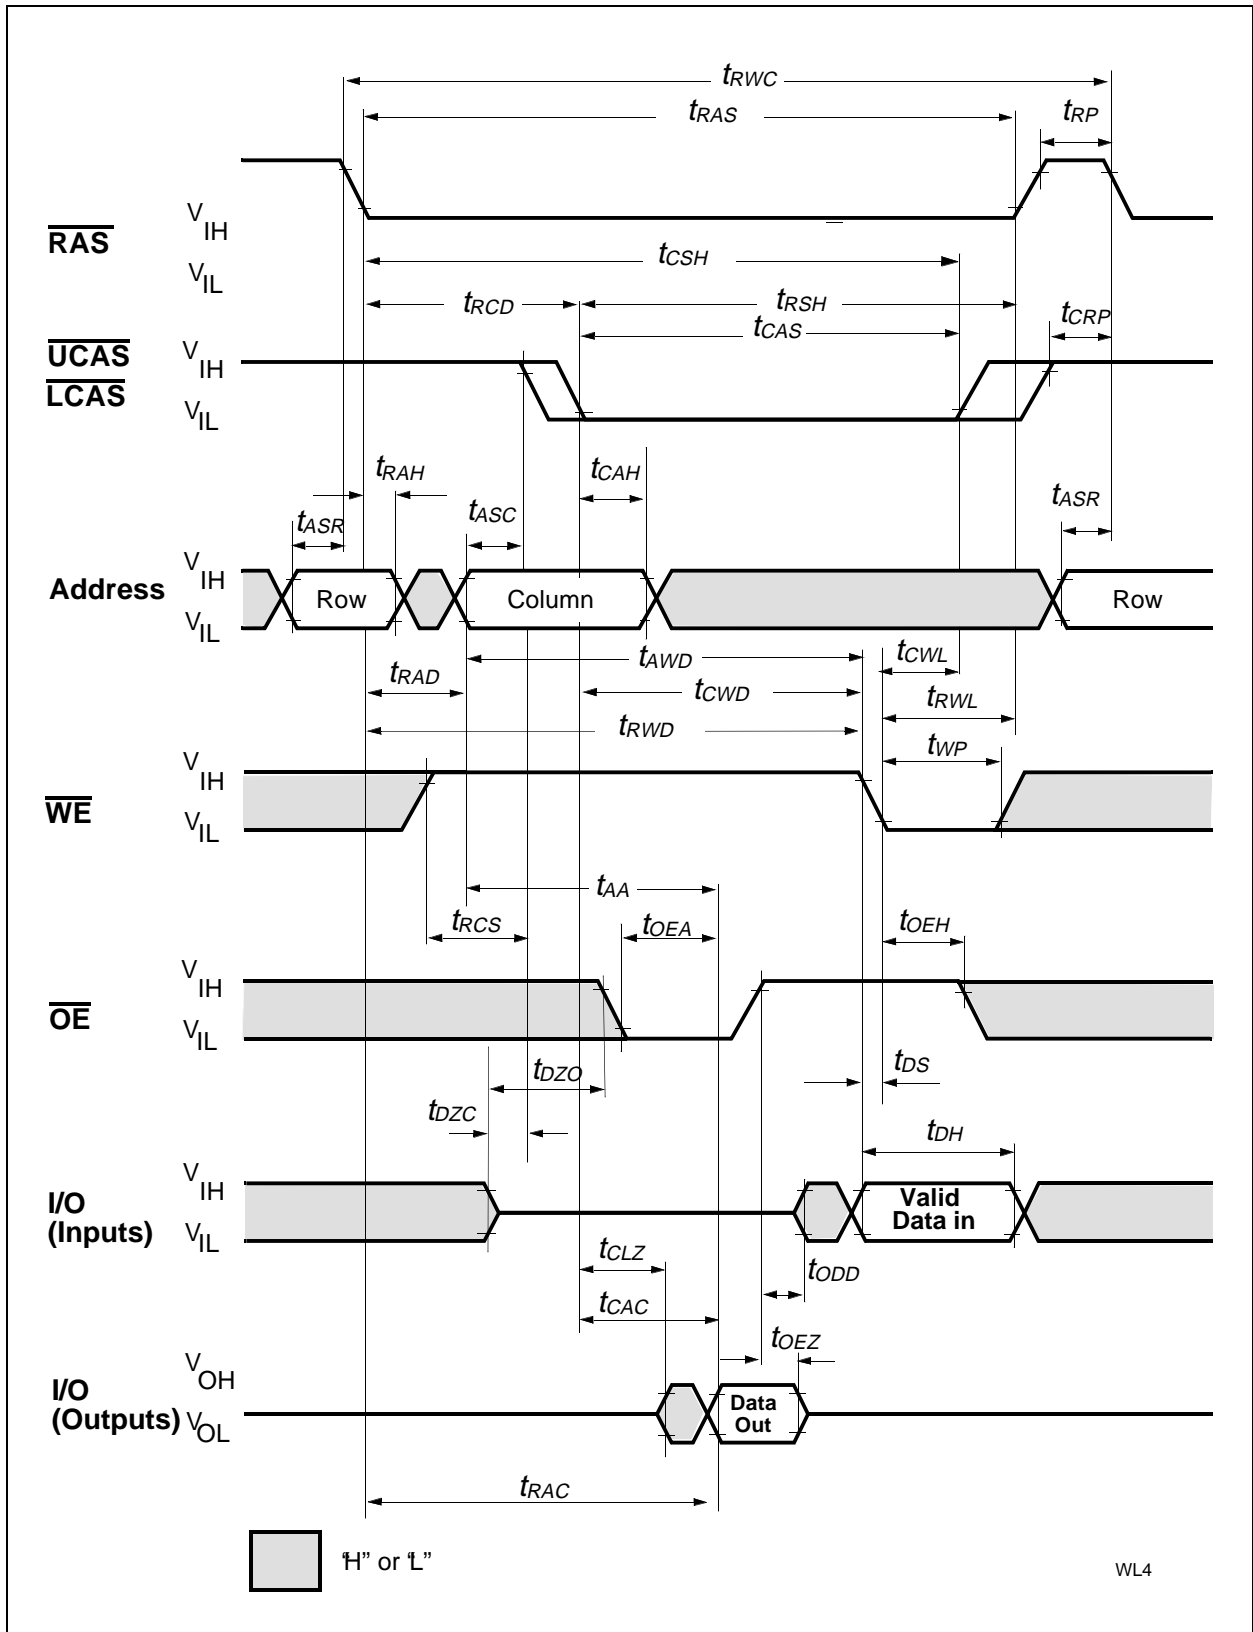 tRWC
tRAS
tRP
RAS
VIH
VIL
tCSH
tRCD
tRSH
tCAS
tCRP
UCAS
LCAS
VIH
VIL
tRAH
tCAH
tASR
tASC
tASR
Address
VIH
VIL
Row
Column
Row
tAWD
tCWL
tRAD
tCWD
tRWL
tRWD
tWP
WE
VIH
VIL
tAA
tRCS
tOEA
tOEH
OE
VIH
VIL
tDZO
tDS
tDZC
tDH
I/O
(Inputs)
VIH
VIL
Valid
Data in
tCLZ
tODD
tCAC
tOEZ
I/O
(Outputs)
VOH
VOL
Data
Out
tRAC
“H” or “L”
WL4